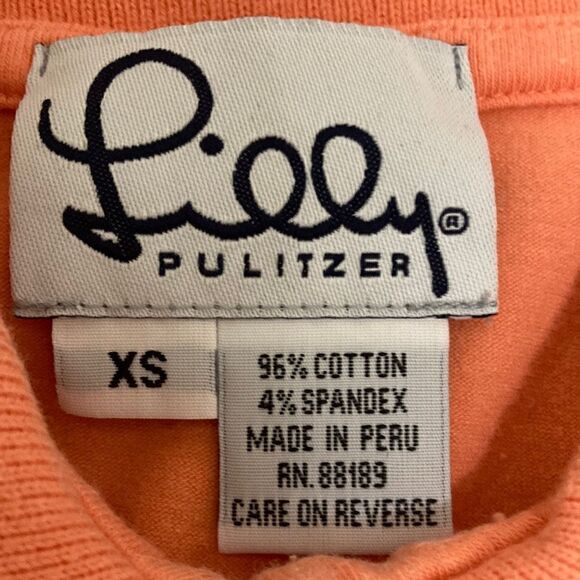 Lilly®
PULITZER
XS
96% COTTON
4% SPANDEX
MADE IN PERU
RN. 88189
CARE ON REVERSE